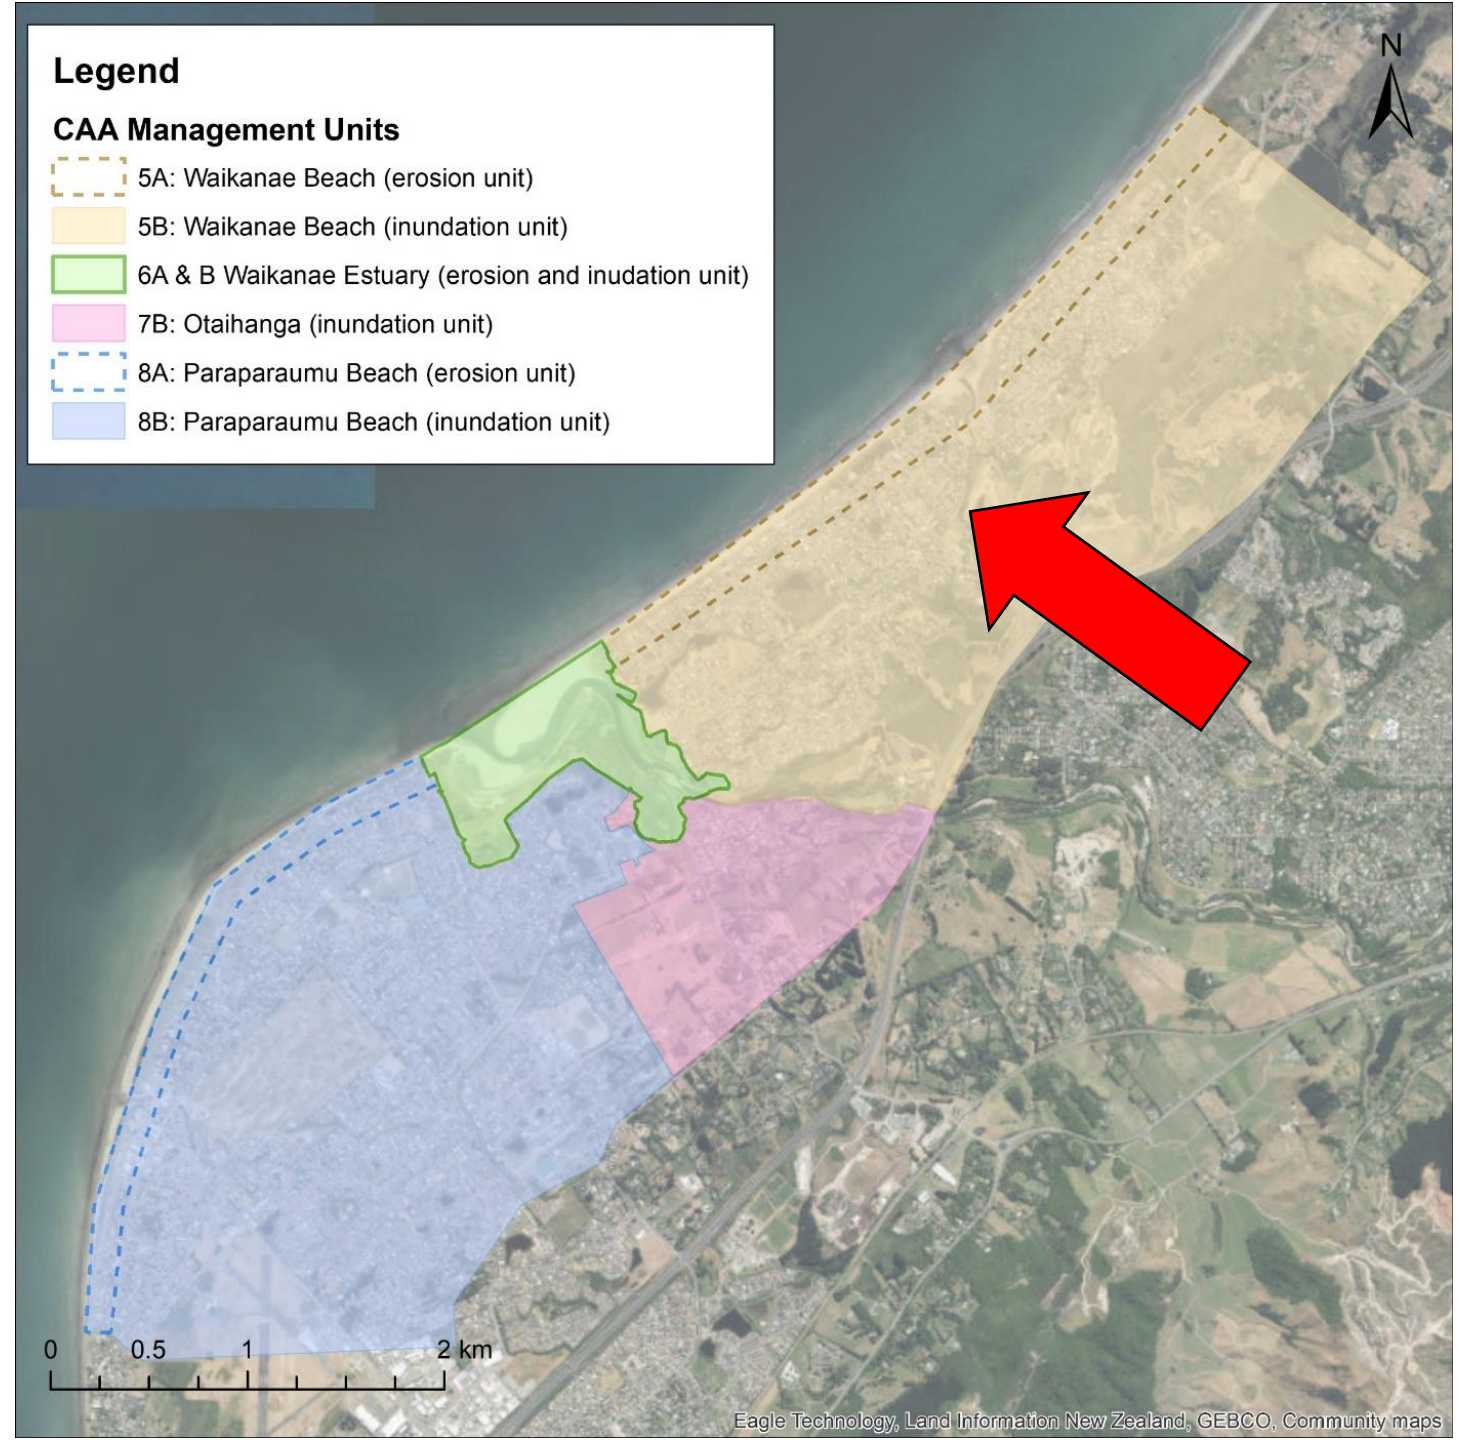 Legend
CAA Management Units
5A: Waikanae Beach (erosion unit)
5B: Waikanae Beach (inundation unit)
6A & B Waikanae Estuary (erosion and inudation unit)
7B: Otaihanga (inundation unit)
8A: Paraparaumu Beach (erosion unit)
8B: Paraparaumu Beach (inundation unit)
N
0 0.5 1 2 km
Eagle Technology, Land Information New Zealand, GEBCO, Community maps